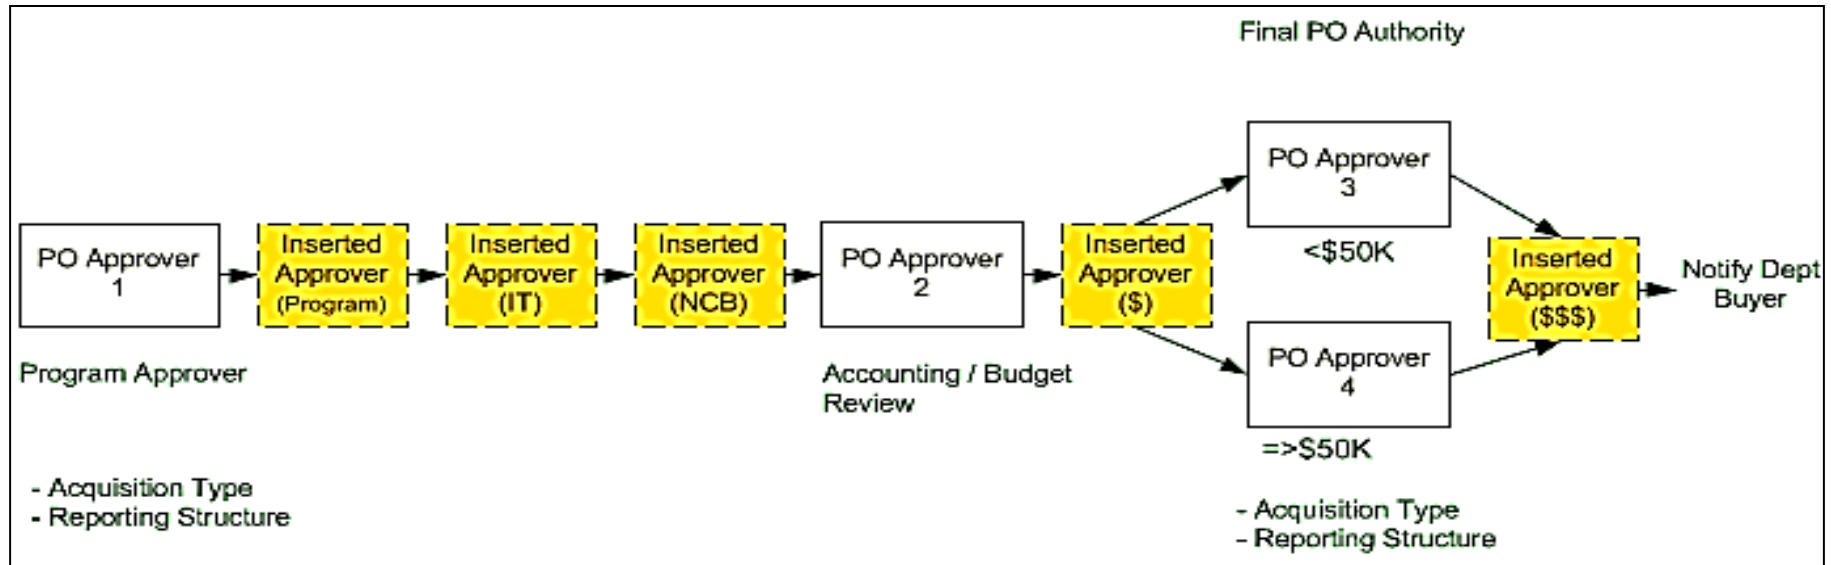 Final PO Authority
PO Approver
1
Inserted
Approver
(Program)
Inserted
Approver
(IT)
Inserted
Approver
(NCB)
PO Approver
2
Inserted
Approver
($)
PO Approver
3
<$50K
PO Approver
4
=>$50K
Inserted
Approver
($$$)
Notify Dept
Buyer
Program Approver
Accounting / Budget
Review
- Acquisition Type
- Reporting Structure
- Acquisition Type
- Reporting Structure